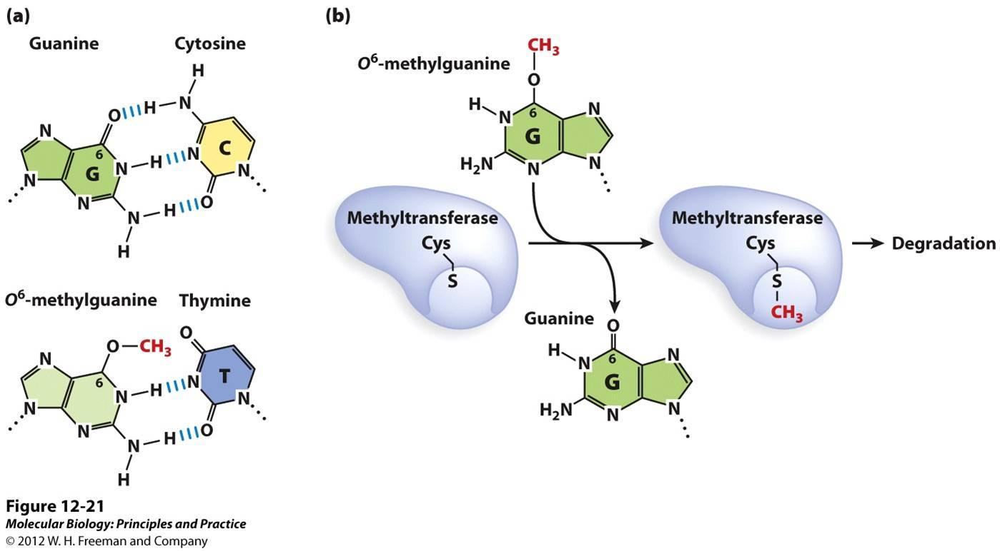 (a)
Guanine
Cytosine
H
O
H
N
N
6
G
N
H
N
C
N
N
N
H
O
N
H
O⁶-methylguanine
Thymine
O
O
CH₃
N
6
N
H
N
T
N
N
N
H
O
N
H
(b)
CH₃
O⁶-methylguanine
O
H
N
6
N
G
H₂N
N
N
Methyltransferase
Cys
S
Methyltransferase
Cys
S
CH₃
Degradation
Guanine
O
H
N
6
N
G
H₂N
N
N
Figure 12-21
Molecular Biology: Principles and Practice
© 2012 W. H. Freeman and Company